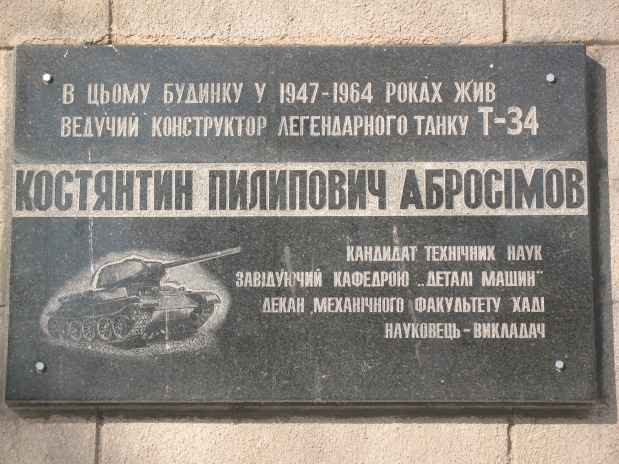 В ЦЬОМУ БУДИНКУ У 1947-1964 РОКАХ ЖИВ
ВЕДУЧИЙ КОНСТРУКТОР ЛЕГЕНДАРНОГО ТАНКУ Т-34
КОСТЯНТИН ПИЛИПОВИЧ АБРОСІМОВ
КАНДИДАТ ТЕХНІЧНИХ НАУК
ЗАВІДУЮЧИЙ КАФЕДРОЮ „ДЕТАЛІ МАШИН"
ДЕКАН МЕХАНІЧНОГО ФАКУЛЬТЕТУ ХАДІ
НАУКОВЕЦЬ-ВИКЛАДАЧ